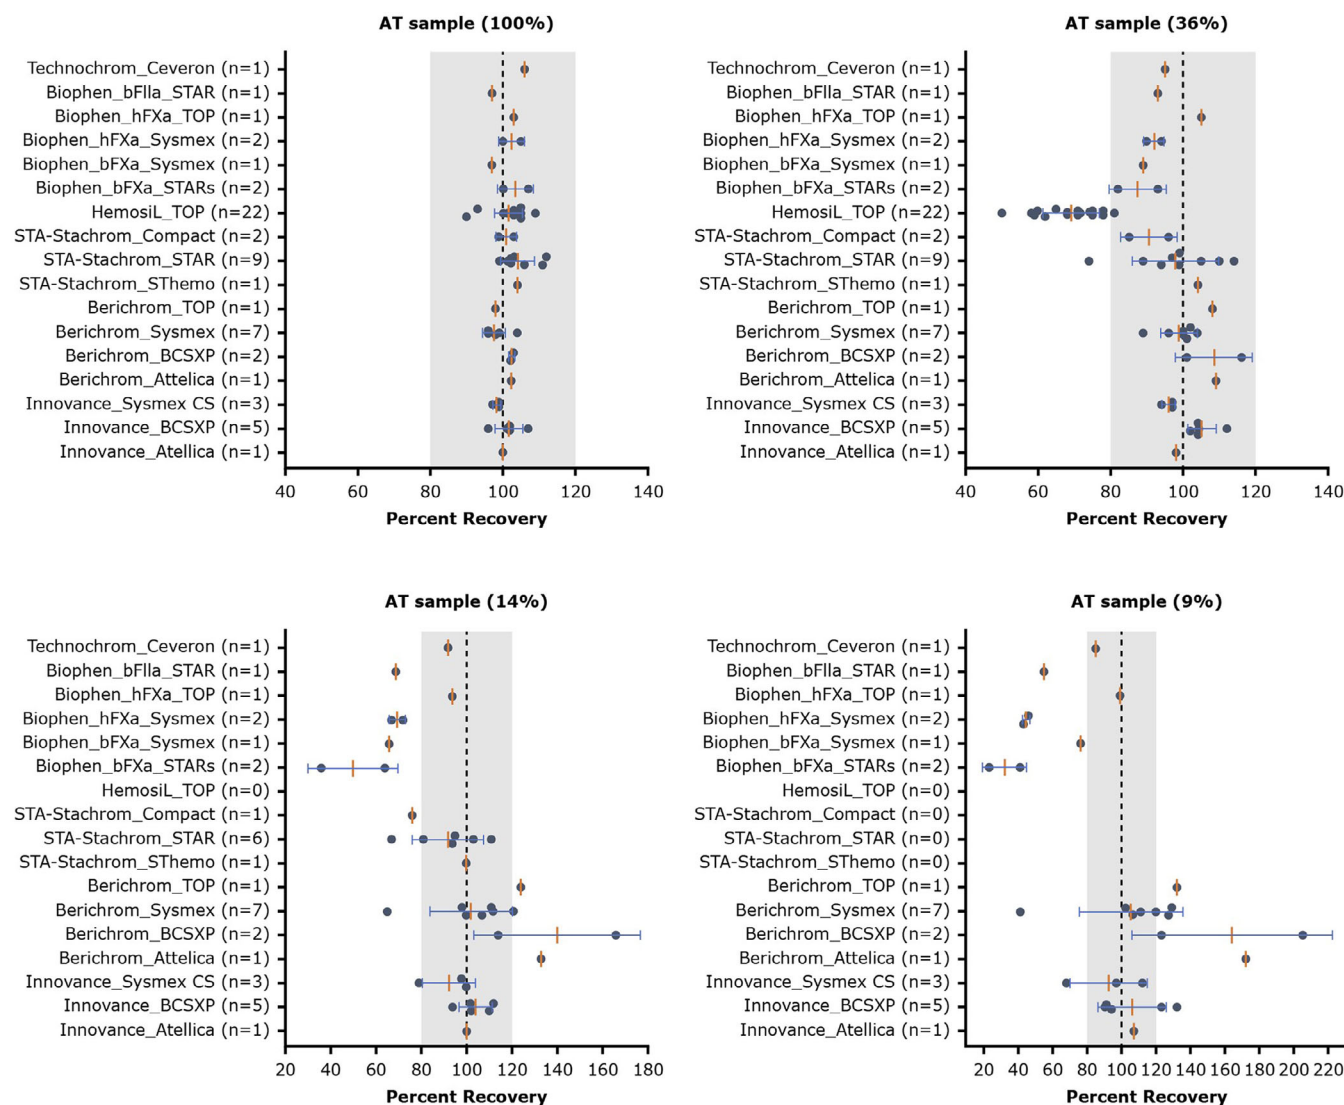 AT sample (100%)
Technochrom_Ceveron (n=1)
Biophen_bFIIa_STAR (n=1)
Biophen_hFXa_TOP (n=1)
Biophen_hFXa_Sysmex (n=2)
Biophen_bFXa_Sysmex (n=1)
Biophen_bFXa_STARs (n=2)
HemosiL_TOP (n=22)
STA-Stachrom_Compact (n=2)
STA-Stachrom_STAR (n=9)
STA-Stachrom_SThemo (n=1)
Berichrom_TOP (n=1)
Berichrom_Sysmex (n=7)
Berichrom_BCSXP (n=2)
Berichrom_Attelica (n=1)
Innovance_Sysmex CS (n=3)
Innovance_BCSXP (n=5)
Innovance_Atellica (n=1)
40 60 80 100 120 140
Percent Recovery
AT sample (36%)
Technochrom_Ceveron (n=1)
Biophen_bFIIa_STAR (n=1)
Biophen_hFXa_TOP (n=1)
Biophen_hFXa_Sysmex (n=2)
Biophen_bFXa_Sysmex (n=1)
Biophen_bFXa_STARs (n=2)
HemosiL_TOP (n=22)
STA-Stachrom_Compact (n=2)
STA-Stachrom_STAR (n=9)
STA-Stachrom_SThemo (n=1)
Berichrom_TOP (n=1)
Berichrom_Sysmex (n=7)
Berichrom_BCSXP (n=2)
Berichrom_Attelica (n=1)
Innovance_Sysmex CS (n=3)
Innovance_BCSXP (n=5)
Innovance_Atellica (n=1)
40 60 80 100 120 140
Percent Recovery
AT sample (14%)
Technochrom_Ceveron (n=1)
Biophen_bFIIa_STAR (n=1)
Biophen_hFXa_TOP (n=1)
Biophen_hFXa_Sysmex (n=2)
Biophen_bFXa_Sysmex (n=1)
Biophen_bFXa_STARs (n=2)
HemosiL_TOP (n=0)
STA-Stachrom_Compact (n=1)
STA-Stachrom_STAR (n=6)
STA-Stachrom_SThemo (n=1)
Berichrom_TOP (n=1)
Berichrom_Sysmex (n=7)
Berichrom_BCSXP (n=2)
Berichrom_Attelica (n=1)
Innovance_Sysmex CS (n=3)
Innovance_BCSXP (n=5)
Innovance_Atellica (n=1)
20 40 60 80 100 120 140 160 180
Percent Recovery
AT sample (9%)
Technochrom_Ceveron (n=1)
Biophen_bFIIa_STAR (n=1)
Biophen_hFXa_TOP (n=1)
Biophen_hFXa_Sysmex (n=2)
Biophen_bFXa_Sysmex (n=1)
Biophen_bFXa_STARs (n=2)
HemosiL_TOP (n=0)
STA-Stachrom_Compact (n=0)
STA-Stachrom_STAR (n=0)
STA-Stachrom_SThemo (n=0)
Berichrom_TOP (n=1)
Berichrom_Sysmex (n=7)
Berichrom_BCSXP (n=2)
Berichrom_Attelica (n=1)
Innovance_Sysmex CS (n=3)
Innovance_BCSXP (n=5)
Innovance_Atellica (n=1)
20 40 60 80 100 120 140 160 180 200 220
Percent Recovery